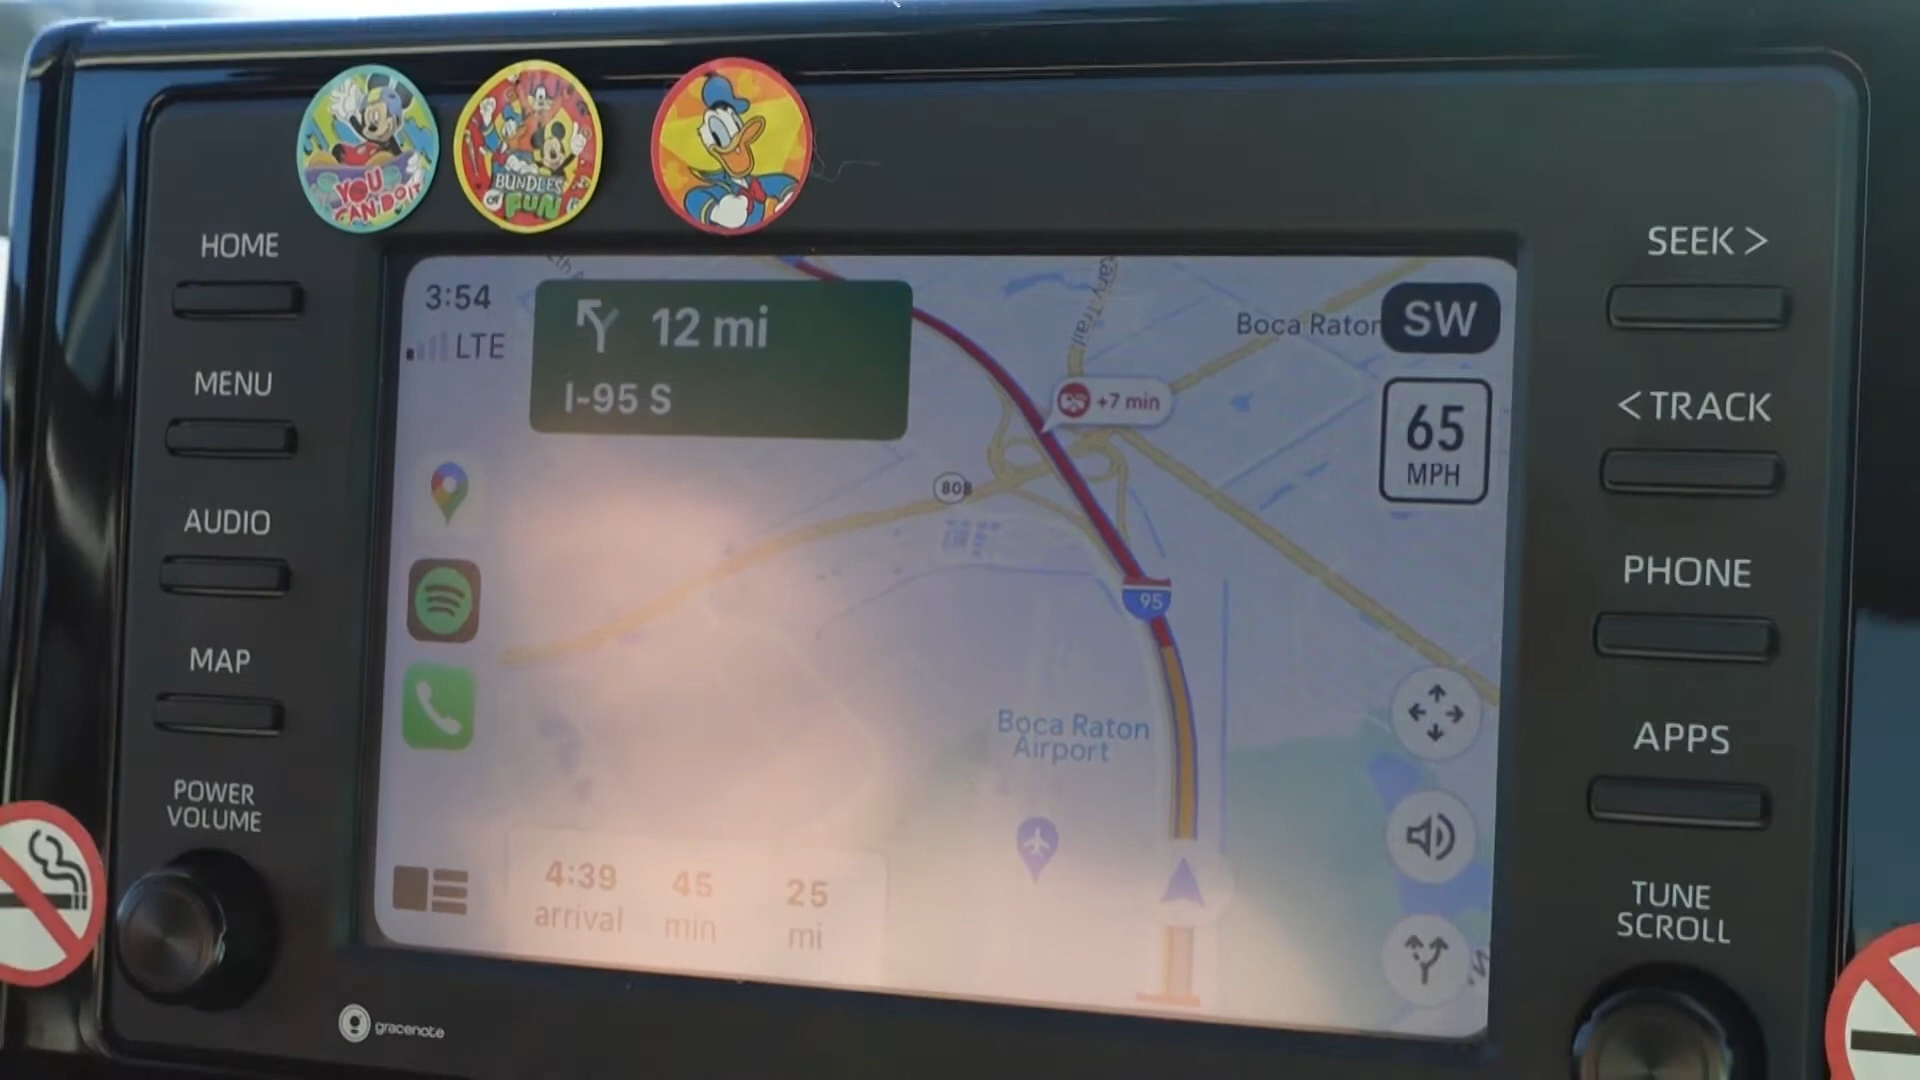 YOU
CAN DO IT
BUNDLES
OF FUN
HOME
MENU
AUDIO
MAP
POWER
VOLUME
SEEK >
< TRACK
PHONE
APPS
TUNE
SCROLL
3:54
LTE
12 mi
I-95 S
Boca Raton
SW
65
MPH
+7 min
808
95
Boca Raton
Airport
4:39
arrival
45
min
25
mi
gracenote